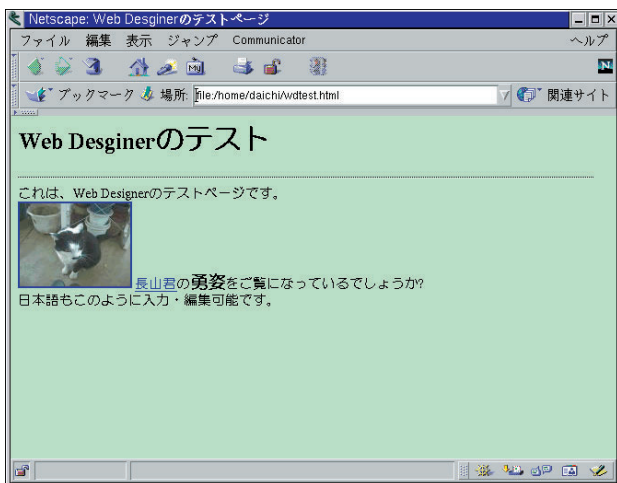 Netscape: Web Desginerのテストページ
ファイル 編集 表示 ジャンプ Communicator ヘルプ
My N
ブックマーク 場所: file:/home/daichi/wdtest.html 関連サイト
Web Desginerのテスト
これは、Web Designerのテストページです。
長山君の勇姿をご覧になっているでしょうか?
日本語もこのように入力・編集可能です。